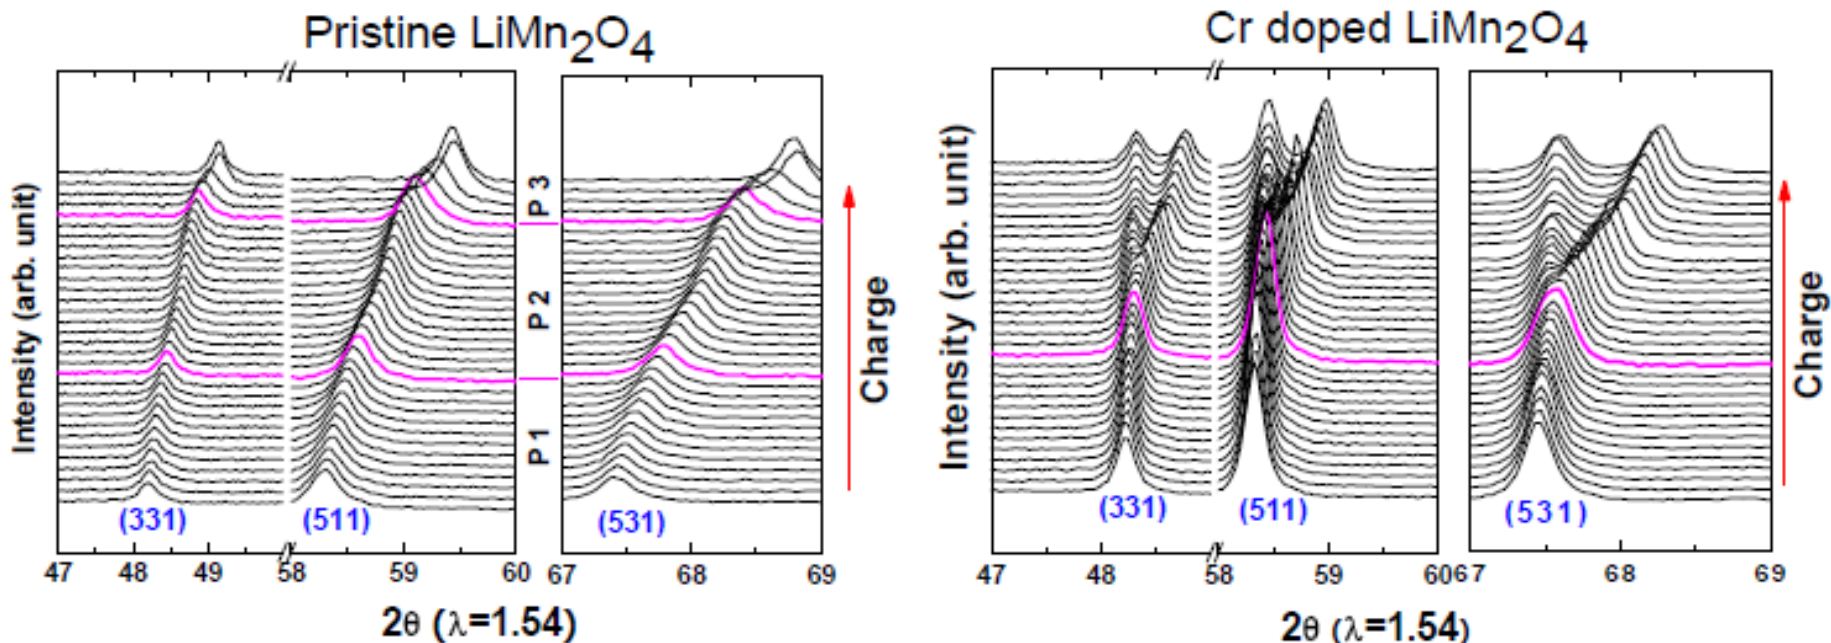 Pristine LiMn₂O₄
Intensity (arb. unit)
P 1
P2
P 3
Charge
(331)
(511)
(531)
47 48 49 58 59 60 67 68 69
2θ (λ=1.54)
Cr doped LiMn₂O₄
Intensity (arb. unit)
Charge
(331)
(511)
(531)
47 48 58 59 60 67 68 69
2θ (λ=1.54)